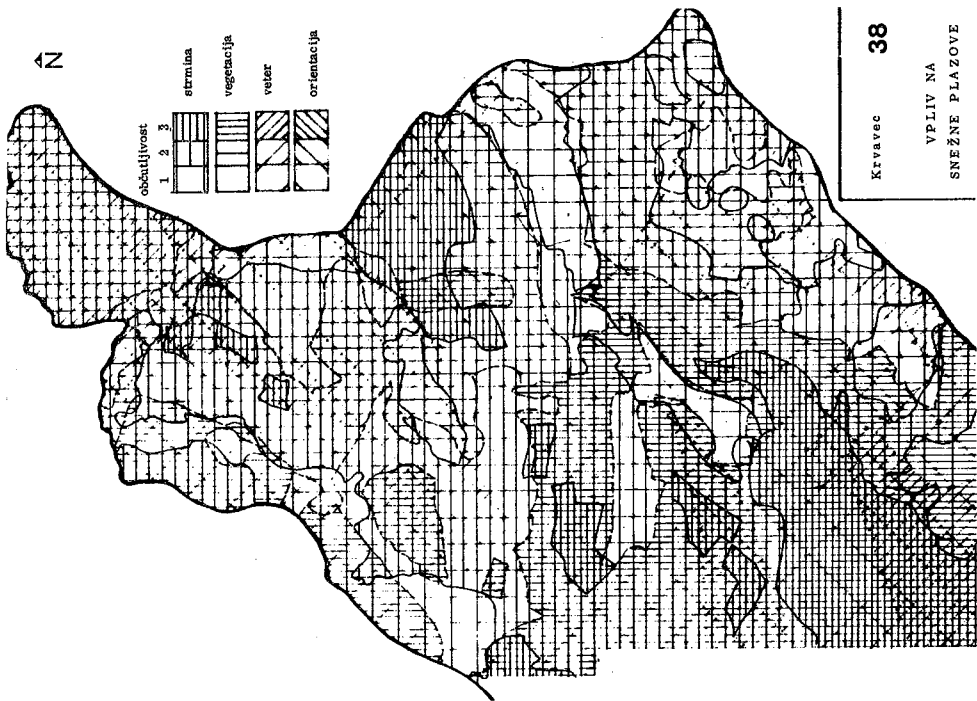 N
občutljivost
1 2 3
strmina
vegetacija
veter
orientacija
Krvavec 38
VPLIV NA
SNEŽNE PLAZOVE